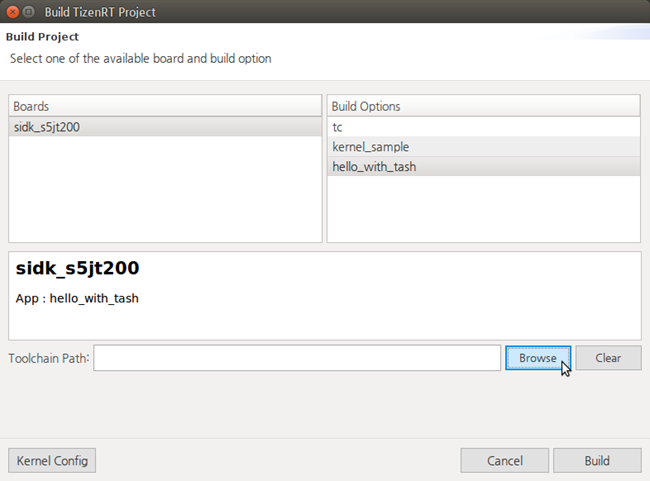 Build TizenRT Project
Build Project
Select one of the available board and build option
Boards
Build Options
sidk_s5jt200
tc
kernel_sample
hello_with_tash
sidk_s5jt200
App : hello_with_tash
Toolchain Path:
Browse
Clear
Kernel Config
Cancel
Build